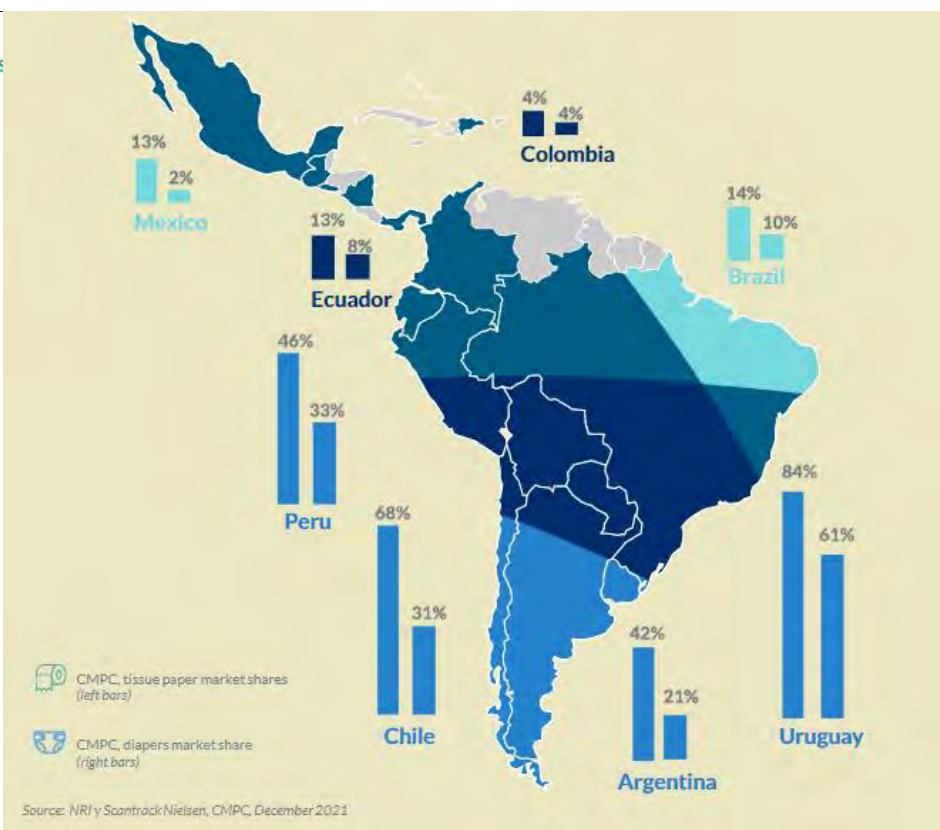 4%
4%
Colombia
13%
2%
Mexico
14%
10%
Brazil
13%
8%
Ecuador
46%
33%
Peru
84%
61%
Uruguay
68%
31%
Chile
42%
21%
Argentina
CMPC, tissue paper market shares
(left bars)
CMPC, diapers market share
(right bars)
Source: NRI y Scantrack Nielsen, CMPC, December 2021